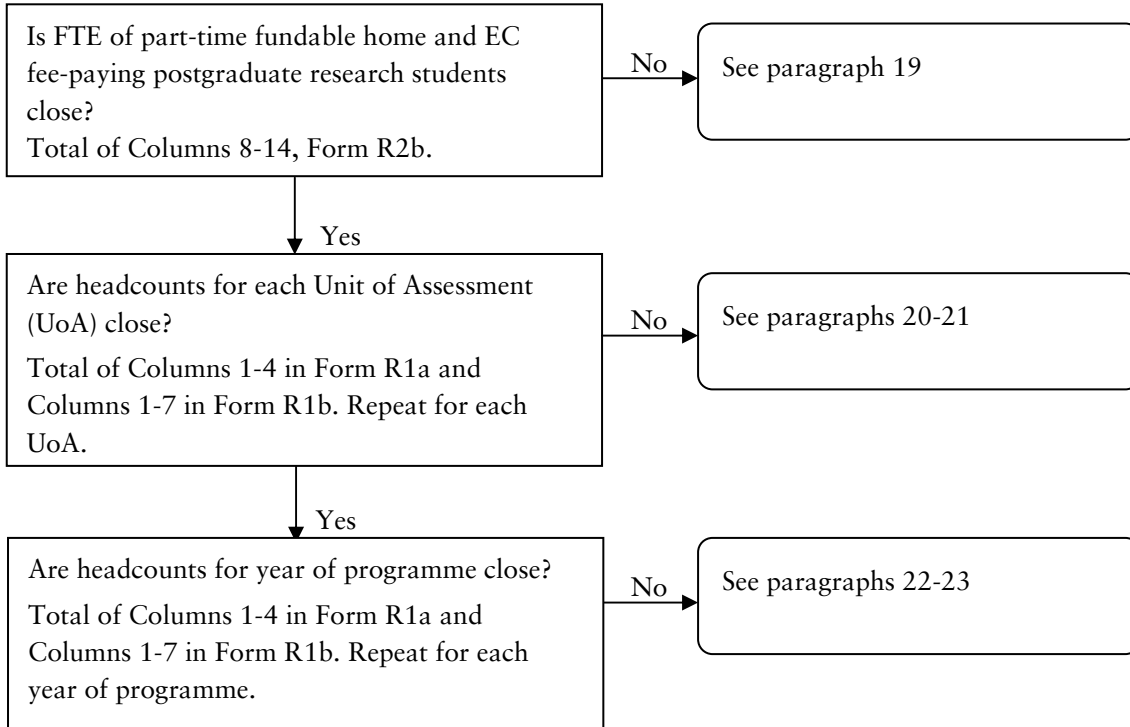 Is FTE of part-time fundable home and EC
fee-paying postgraduate research students
close?
Total of Columns 8-14, Form R2b.
No
See paragraph 19
Yes
Are headcounts for each Unit of Assessment
(UoA) close?
Total of Columns 1-4 in Form R1a and
Columns 1-7 in Form R1b. Repeat for each
UoA.
No
See paragraphs 20-21
Yes
Are headcounts for year of programme close?
Total of Columns 1-4 in Form R1a and
Columns 1-7 in Form R1b. Repeat for each
year of programme.
No
See paragraphs 22-23